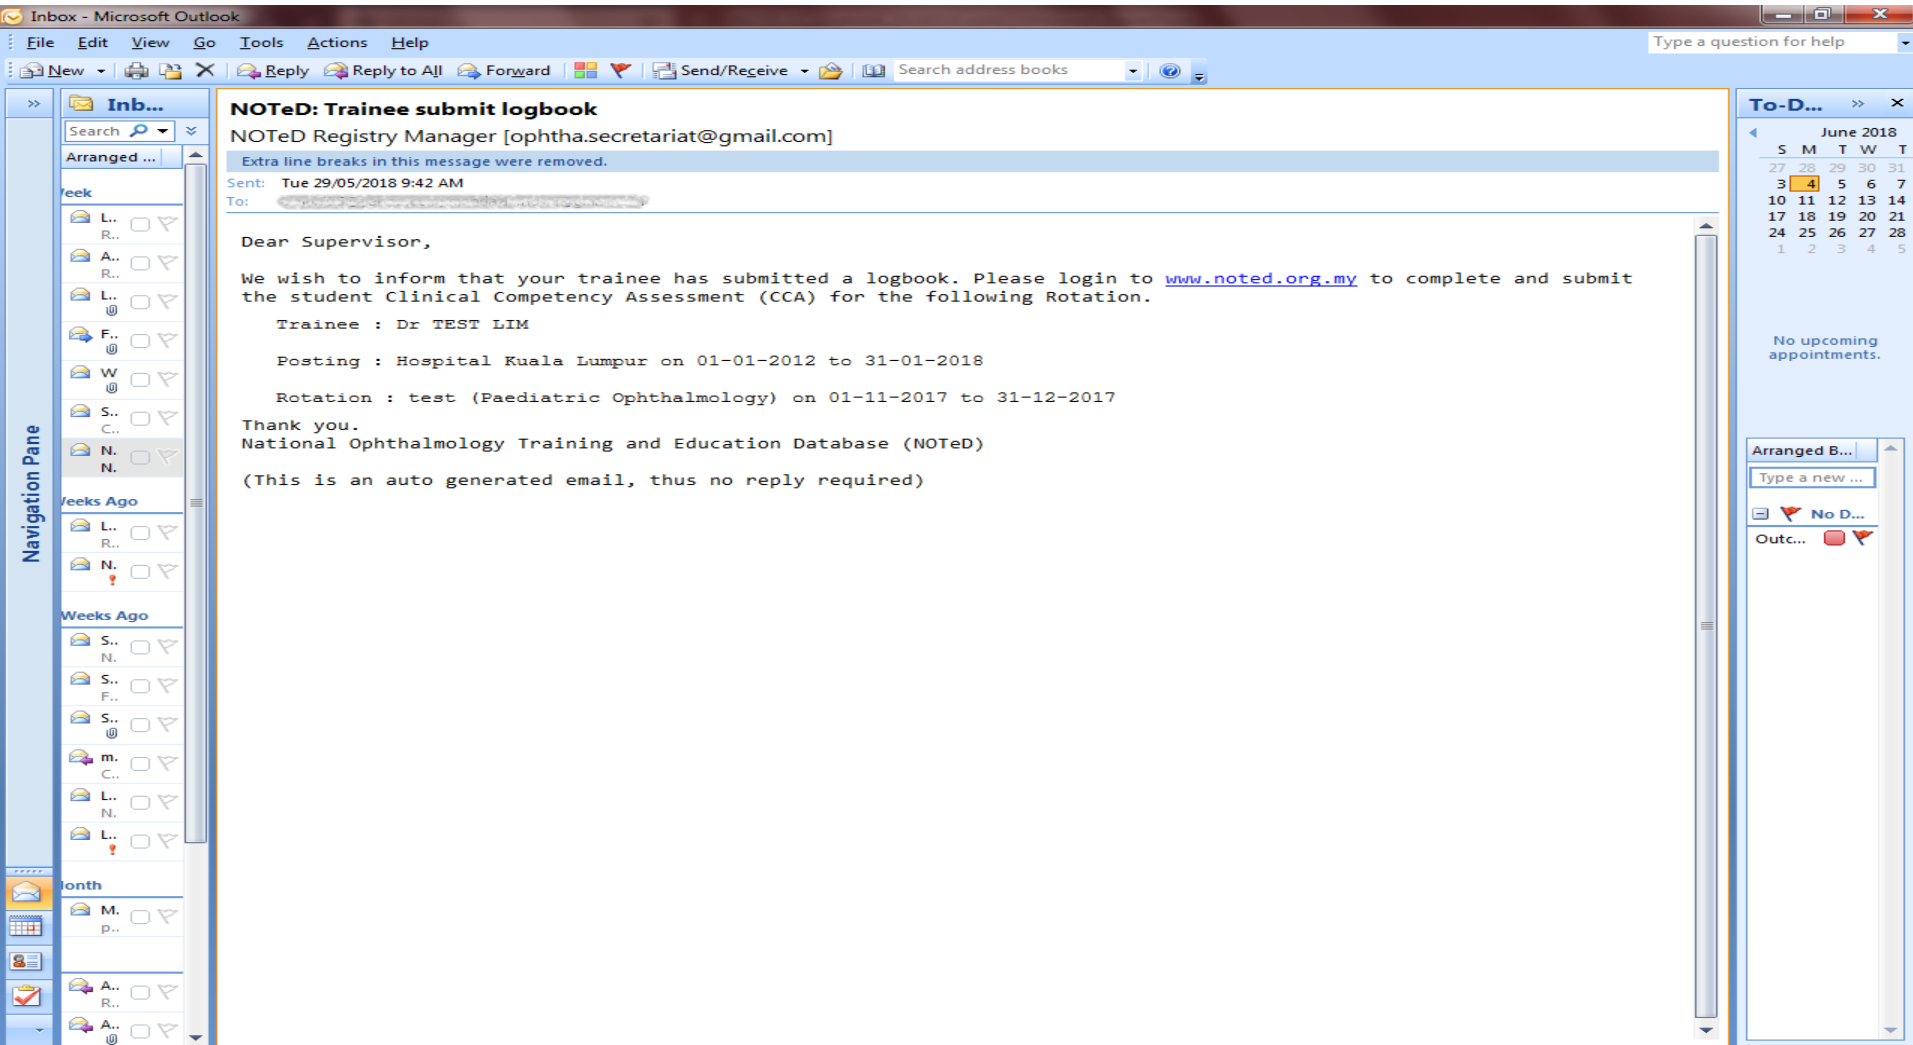 Inbox - Microsoft Outlook
File Edit View Go Tools Actions Help
Type a question for help
New Reply Reply to All Forward Send/Receive Search address books
Inb...
Search
Arranged ...
Week
L..
R..
A..
R..
L..
F..
W
S..
C..
N.
N.
Weeks Ago
L..
R..
N.
Weeks Ago
S..
N.
S..
F..
S..
m.
C..
L..
N.
L..
Month
M.
p..
A..
R..
A..
Navigation Pane
NOTeD: Trainee submit logbook
NOTeD Registry Manager [ophtha.secretariat@gmail.com]
Extra line breaks in this message were removed.
Sent: Tue 29/05/2018 9:42 AM
To:
Dear Supervisor,
We wish to inform that your trainee has submitted a logbook. Please login to www.noted.org.my to complete and submit
the student Clinical Competency Assessment (CCA) for the following Rotation.
Trainee : Dr TEST LIM
Posting : Hospital Kuala Lumpur on 01-01-2012 to 31-01-2018
Rotation : test (Paediatric Ophthalmology) on 01-11-2017 to 31-12-2017
Thank you.
National Ophthalmology Training and Education Database (NOTeD)
(This is an auto generated email, thus no reply required)
To-D...
June 2018
S M T W T
27 28 29 30 31
3 4 5 6 7
10 11 12 13 14
17 18 19 20 21
24 25 26 27 28
1 2 3 4 5
No upcoming
appointments.
Arranged B...
Type a new ...
No D...
Outc...